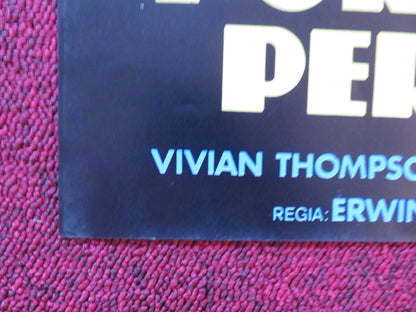 PER
VIVIAN THOMPSO
REGIA: ERWIN